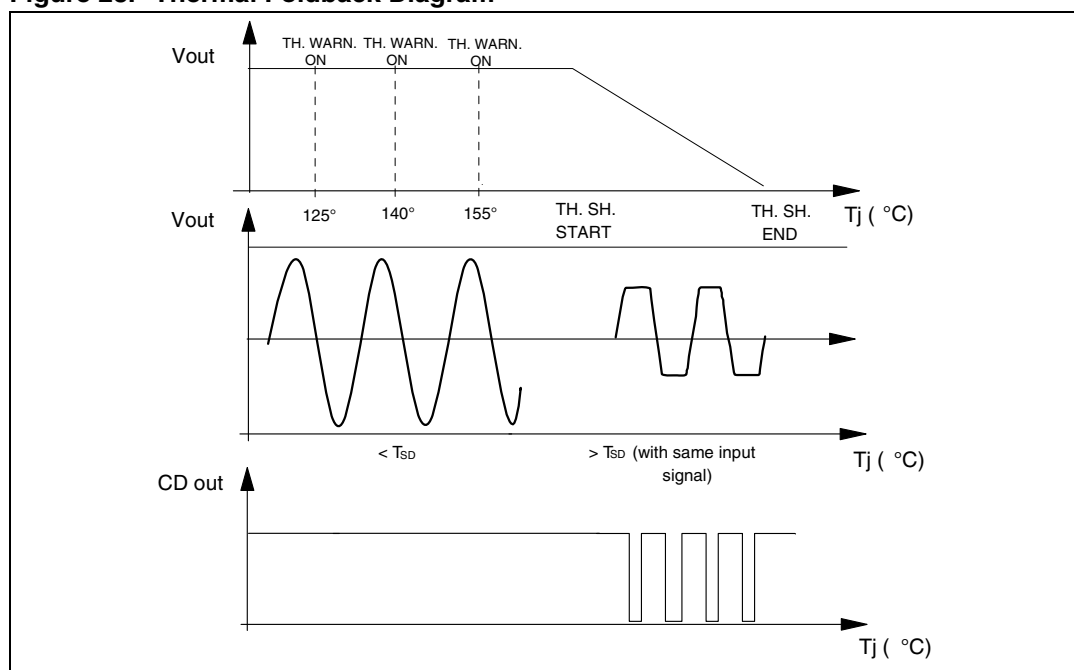 Figure Thermal Foldback Diagram
Vout
TH. WARN. ON
TH. WARN. ON
TH. WARN. ON
125°
140°
155°
TH. SH. START
TH. SH. END
Tj ( °C)
Vout
< TSD
> TSD (with same input
signal)
Tj ( °C)
CD out
Tj ( °C)